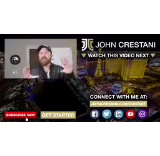 JOHN CRESTANI
WATCH THIS VIDEO NEXT
CONNECT WITH ME AT:
SUBSCRIBE NOW
GET STARTED